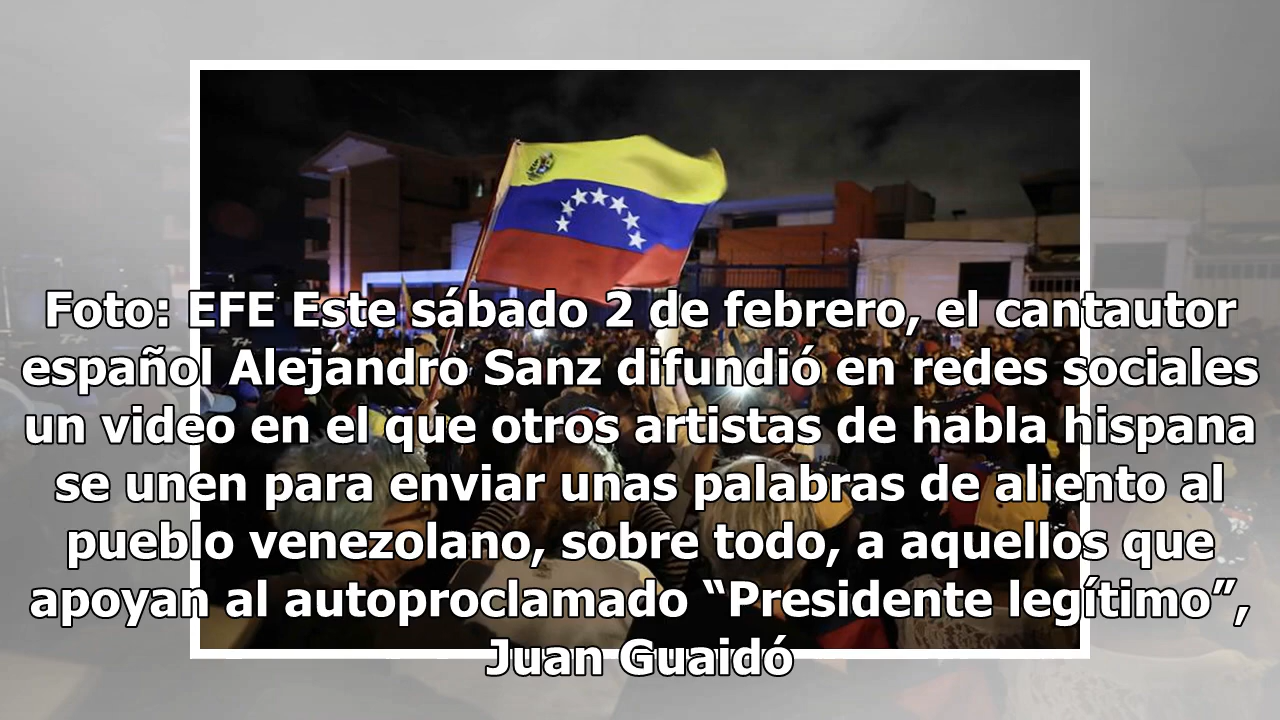 Foto: EFE Este sábado 2 de febrero, el cantautor
español Alejandro Sanz difundió en redes sociales
un video en el que otros artistas de habla hispana
se unen para enviar unas palabras de aliento al
pueblo venezolano, sobre todo, a aquellos que
apoyan al autoproclamado “Presidente legítimo”,
Juan Guaidó